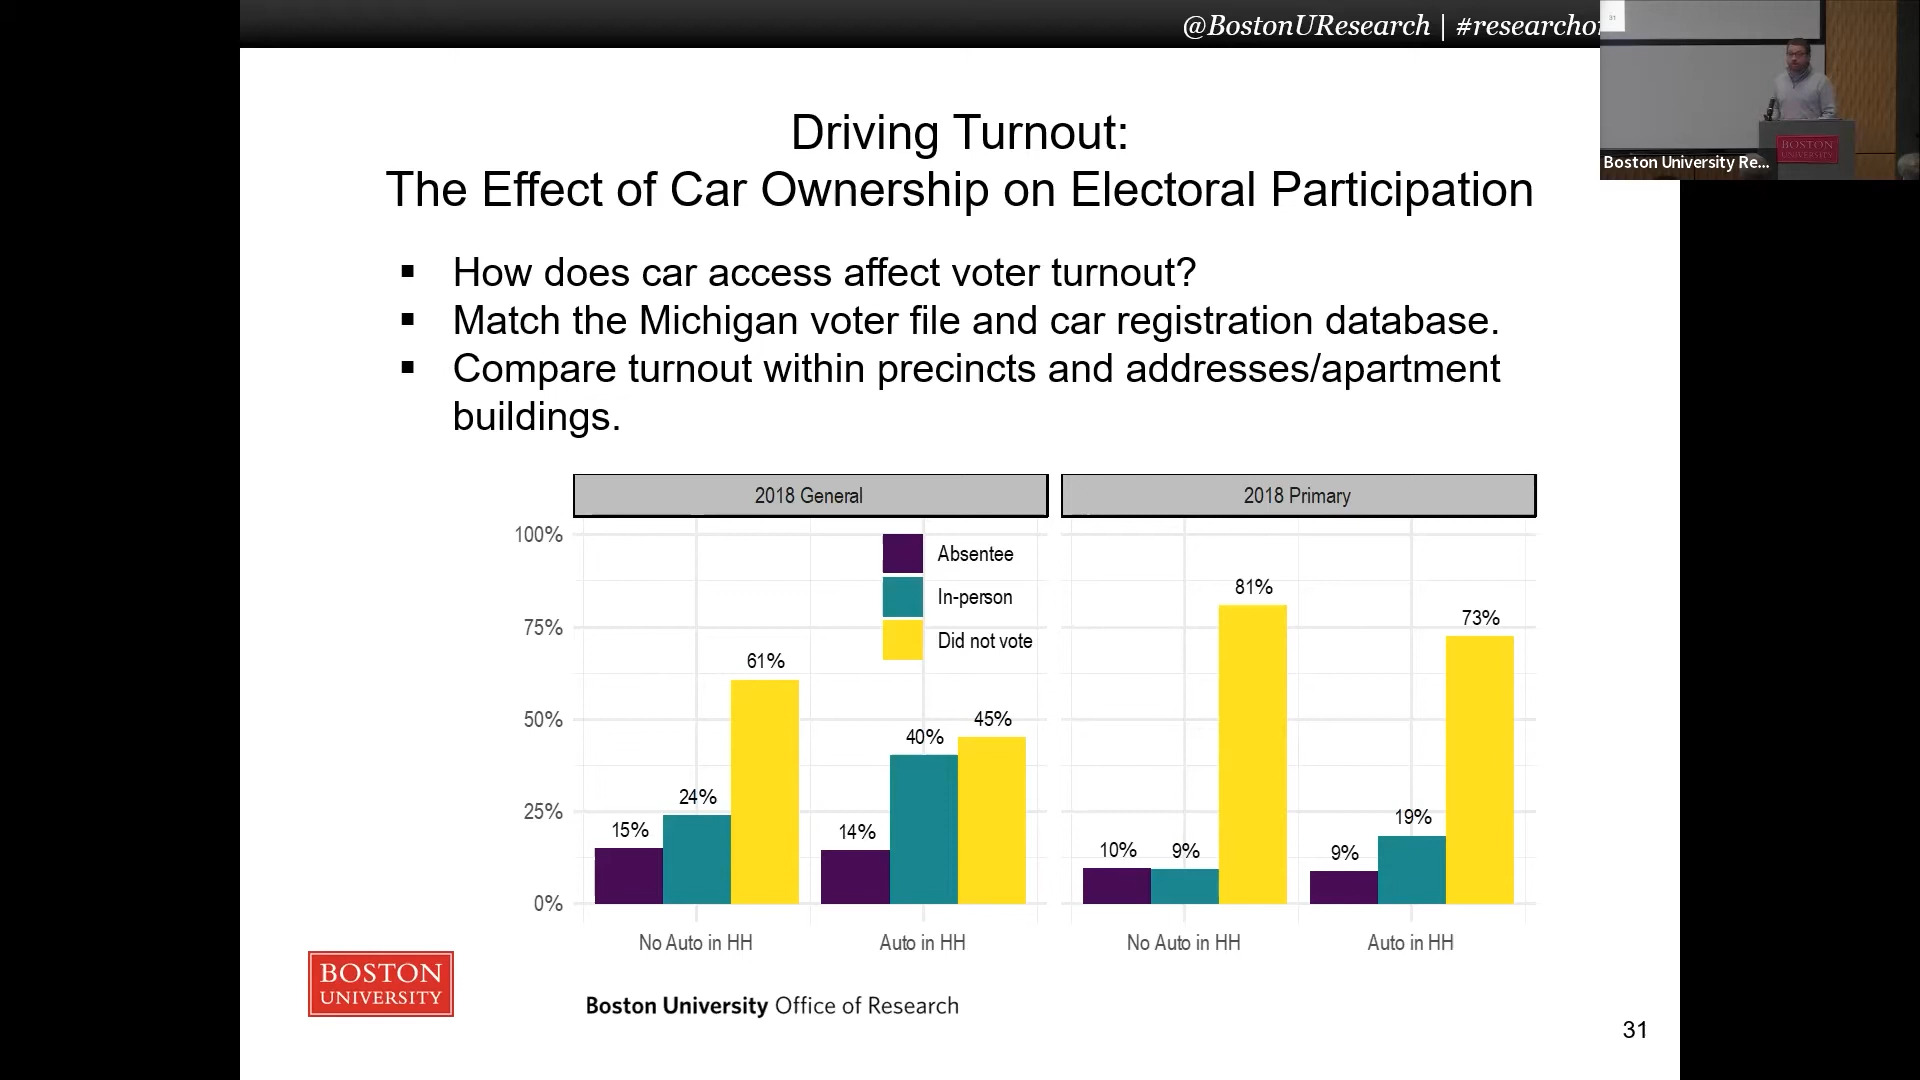 @BostonUResearch | #researcho
31
BOSTON
UNIVERSITY
Boston University Re...
Driving Turnout:
The Effect of Car Ownership on Electoral Participation
▪ How does car access affect voter turnout?
▪ Match the Michigan voter file and car registration database.
▪ Compare turnout within precincts and addresses/apartment
buildings.
2018 General
2018 Primary
100%
75%
50%
25%
0%
Absentee
In-person
Did not vote
15%
24%
61%
14%
40%
45%
10%
9%
81%
9%
19%
73%
No Auto in HH
Auto in HH
No Auto in HH
Auto in HH
BOSTON
UNIVERSITY
Boston University Office of Research
31